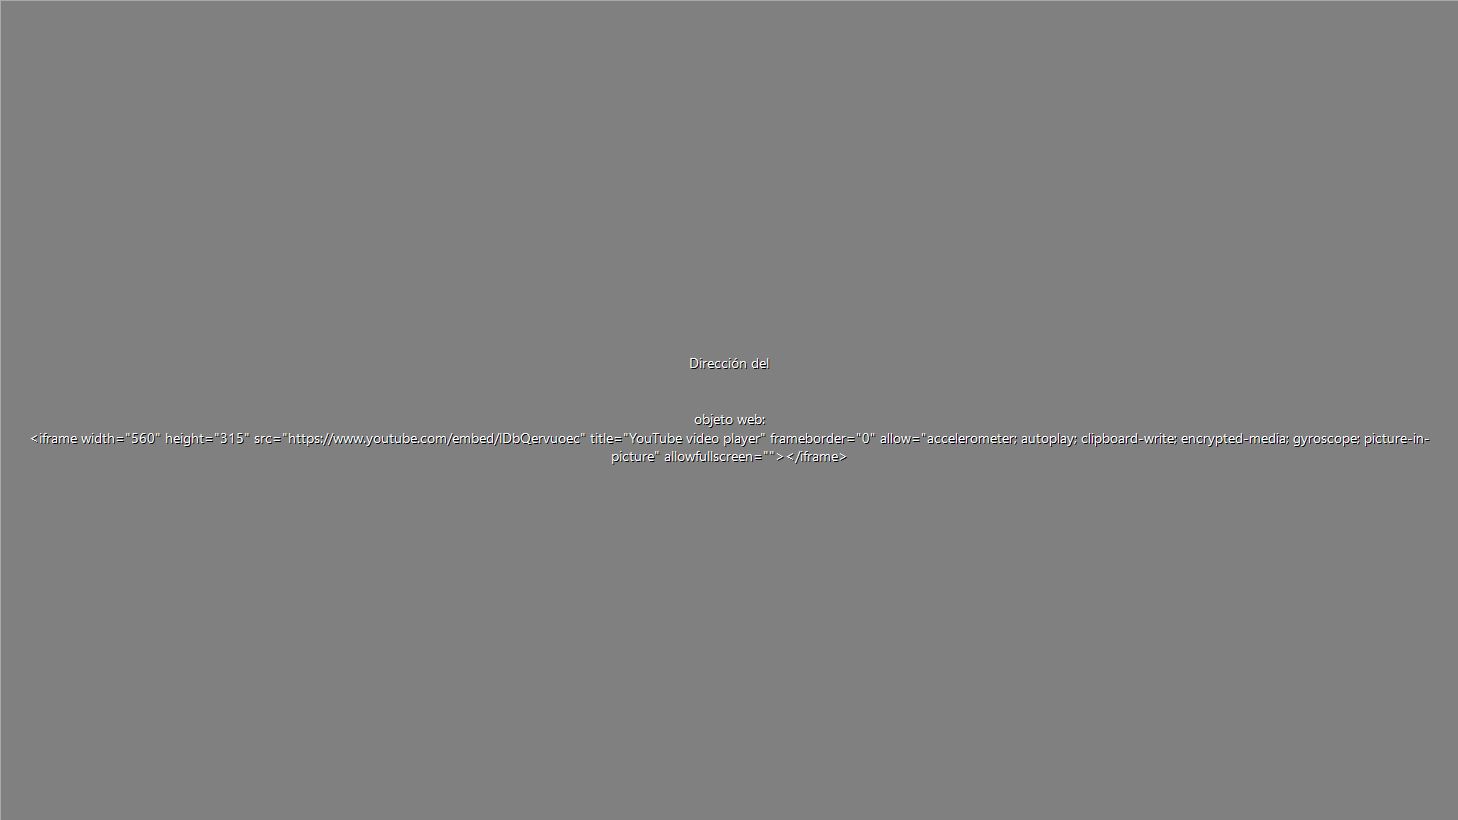 Dirección del
objeto web:
<iframe width="560" height="315" src="https://www.youtube.com/embed/lDbQervuoec" title="YouTube video player" frameborder="0" allow="accelerometer; autoplay; clipboard-write; encrypted-media; gyroscope; picture-in-
picture" allowfullscreen=""></iframe>